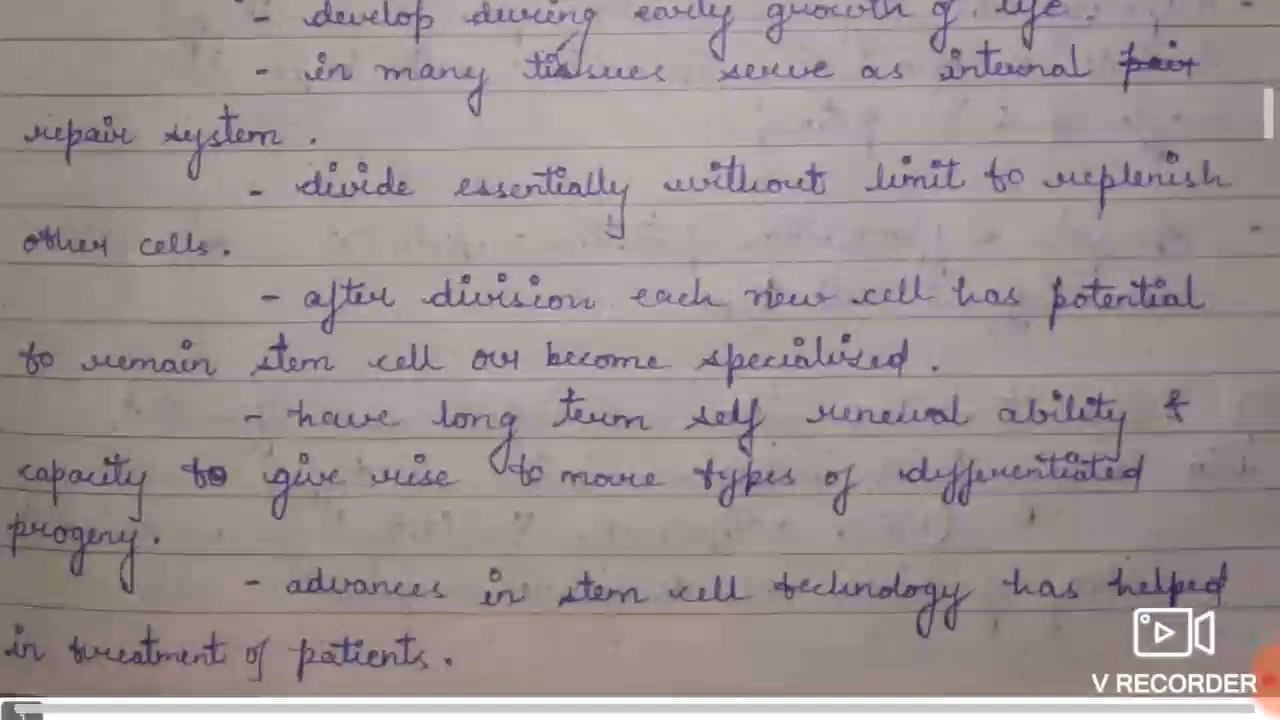 - develop during early growth of life.
- in many tissues serve as internal
repair system.
- divide essentially without limit to replenish
other cells.
- after division each new cell has potential
to remain stem cell or become specialized.
- have long term self renewal ability &
capacity to give rise to more types of differentiated
progeny.
- advances in stem cell technology has helped
in treatment of patients.
V RECORDER